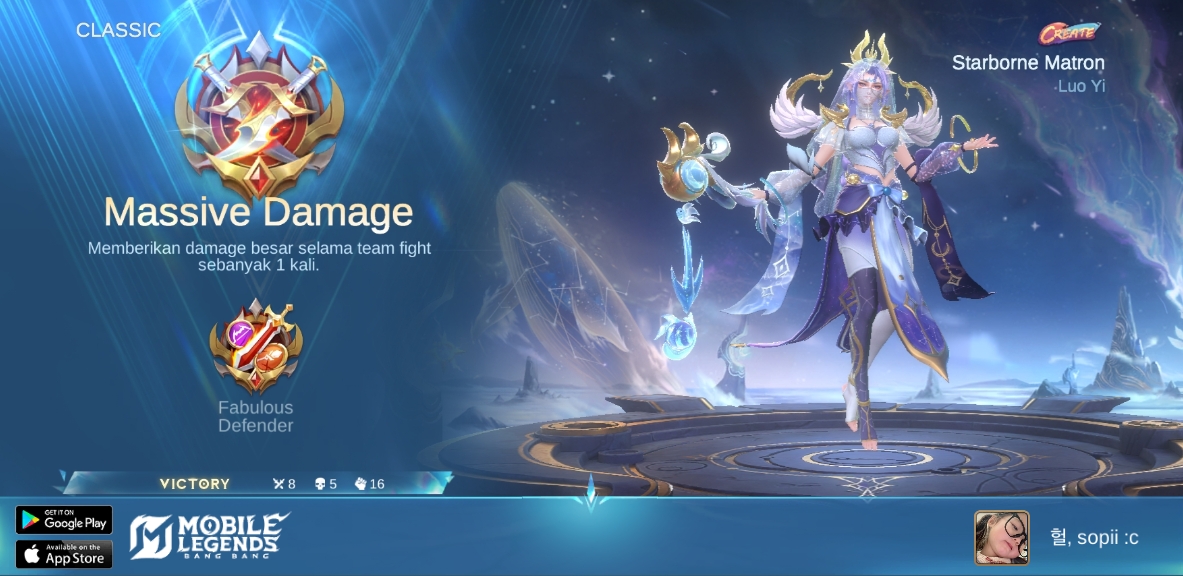 CLASSIC
CREATE
Starborne Matron
Luo Yi
Massive Damage
Memberikan damage besar selama team fight
sebanyak 1 kali.
Fabulous
Defender
VICTORY 8 5 16
GET IT ON
Google Play
Available on the
App Store
MOBILE
LEGENDS
BANG BANG
헐, sopii :c